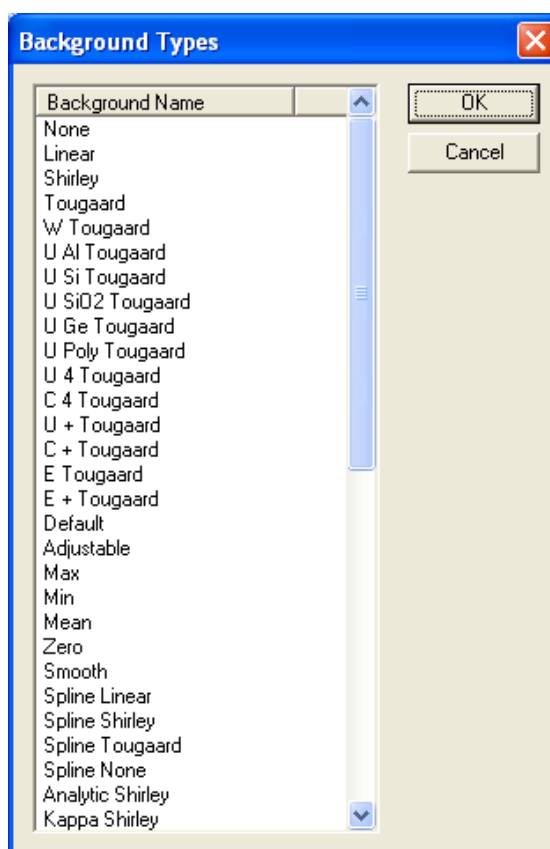 Background Types
Background Name
OK
None
Linear
Cancel
Shirley
Tougaard
W Tougaard
U Al Tougaard
U Si Tougaard
U SiO2 Tougaard
U Ge Tougaard
U Poly Tougaard
U 4 Tougaard
C 4 Tougaard
U + Tougaard
C + Tougaard
E Tougaard
E + Tougaard
Default
Adjustable
Max
Min
Mean
Zero
Smooth
Spline Linear
Spline Shirley
Spline Tougaard
Spline None
Analytic Shirley
Kappa Shirley